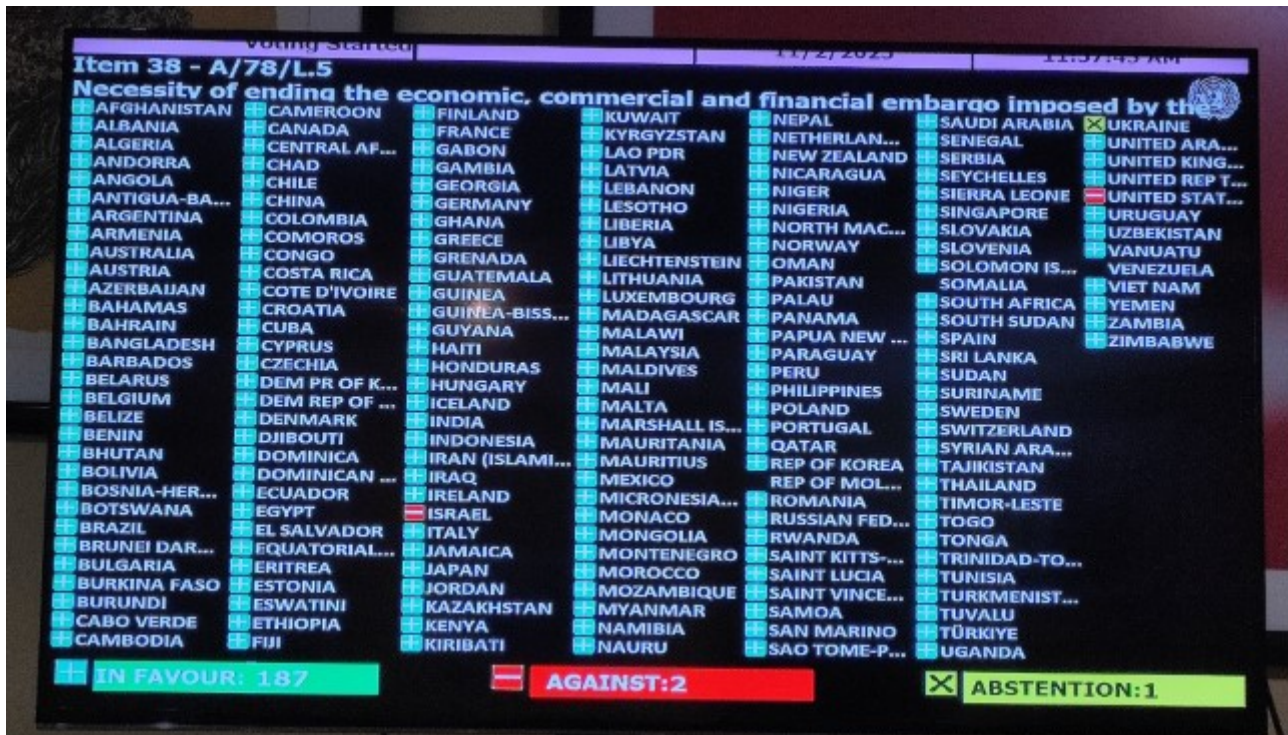 Voting Started 11/2/2023 11:57:45 AM
Item 38 - A/78/L.5
Necessity of ending the economic, commercial and financial embargo imposed by the
AFGHANISTAN
ALBANIA
ALGERIA
ANDORRA
ANGOLA
ANTIGUA-BA...
ARGENTINA
ARMENIA
AUSTRALIA
AUSTRIA
AZERBAIJAN
BAHAMAS
BAHRAIN
BANGLADESH
BARBADOS
BELARUS
BELGIUM
BELIZE
BENIN
BHUTAN
BOLIVIA
BOSNIA-HER...
BOTSWANA
BRAZIL
BRUNEI DAR...
BULGARIA
BURKINA FASO
BURUNDI
CABO VERDE
CAMBODIA
CAMEROON
CANADA
CENTRAL AF...
CHAD
CHILE
CHINA
COLOMBIA
COMOROS
CONGO
COSTA RICA
COTE D'IVOIRE
CROATIA
CUBA
CYPRUS
CZECHIA
DEM PR OF K...
DEM REP OF ...
DENMARK
DJIBOUTI
DOMINICA
DOMINICAN ...
ECUADOR
EGYPT
EL SALVADOR
EQUATORIAL...
ERITREA
ESTONIA
ESWATINI
ETHIOPIA
FIJI
FINLAND
FRANCE
GABON
GAMBIA
GEORGIA
GERMANY
GHANA
GREECE
GRENADA
GUATEMALA
GUINEA
GUINEA-BISS...
GUYANA
HAITI
HONDURAS
HUNGARY
ICELAND
INDIA
INDONESIA
IRAN (ISLAMI...
IRAQ
IRELAND
ISRAEL
ITALY
JAMAICA
JAPAN
JORDAN
KAZAKHSTAN
KENYA
KIRIBATI
KUWAIT
KYRGYZSTAN
LAO PDR
LATVIA
LEBANON
LESOTHO
LIBERIA
LIBYA
LIECHTENSTEIN
LITHUANIA
LUXEMBOURG
MADAGASCAR
MALAWI
MALAYSIA
MALDIVES
MALI
MALTA
MARSHALL IS...
MAURITANIA
MAURITIUS
MEXICO
MICRONESIA...
MONACO
MONGOLIA
MONTENEGRO
MOROCCO
MOZAMBIQUE
MYANMAR
NAMIBIA
NAURU
NEPAL
NETHERLAN...
NEW ZEALAND
NICARAGUA
NIGER
NIGERIA
NORTH MAC...
NORWAY
OMAN
PAKISTAN
PALAU
PANAMA
PAPUA NEW ...
PARAGUAY
PERU
PHILIPPINES
POLAND
PORTUGAL
QATAR
REP OF KOREA
REP OF MOL...
ROMANIA
RUSSIAN FED...
RWANDA
SAINT KITTS-...
SAINT LUCIA
SAINT VINCE...
SAMOA
SAN MARINO
SAO TOME-P...
SAUDI ARABIA
SENEGAL
SERBIA
SEYCHELLES
SIERRA LEONE
SINGAPORE
SLOVAKIA
SLOVENIA
SOLOMON IS...
SOMALIA
SOUTH AFRICA
SOUTH SUDAN
SPAIN
SRI LANKA
SUDAN
SURINAME
SWEDEN
SWITZERLAND
SYRIAN ARA...
TAJIKISTAN
THAILAND
TIMOR-LESTE
TOGO
TONGA
TRINIDAD-TO...
TUNISIA
TURKMENIST...
TUVALU
TÜRKIYE
UGANDA
UKRAINE
UNITED ARA...
UNITED KING...
UNITED REP T...
UNITED STAT...
URUGUAY
UZBEKISTAN
VANUATU
VENEZUELA
VIET NAM
YEMEN
ZAMBIA
ZIMBABWE
IN FAVOUR: 187
AGAINST:2
ABSTENTION:1